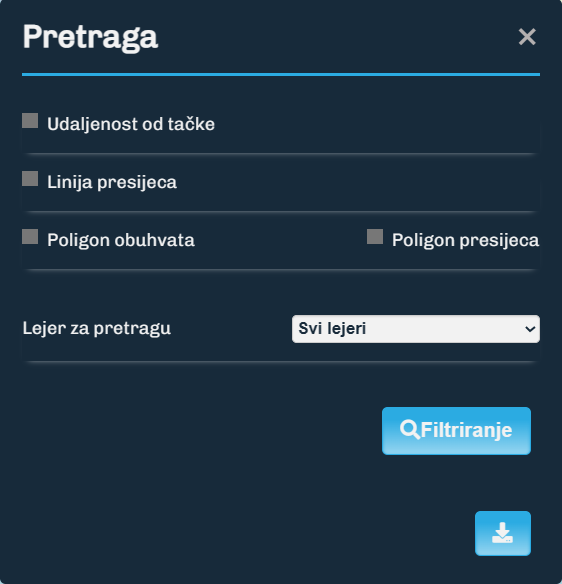 Pretraga
Udaljenost od tačke
Linija presijeca
Poligon obuhvata Poligon presijeca
Lejer za pretragu Svi lejeri
Filtriranje